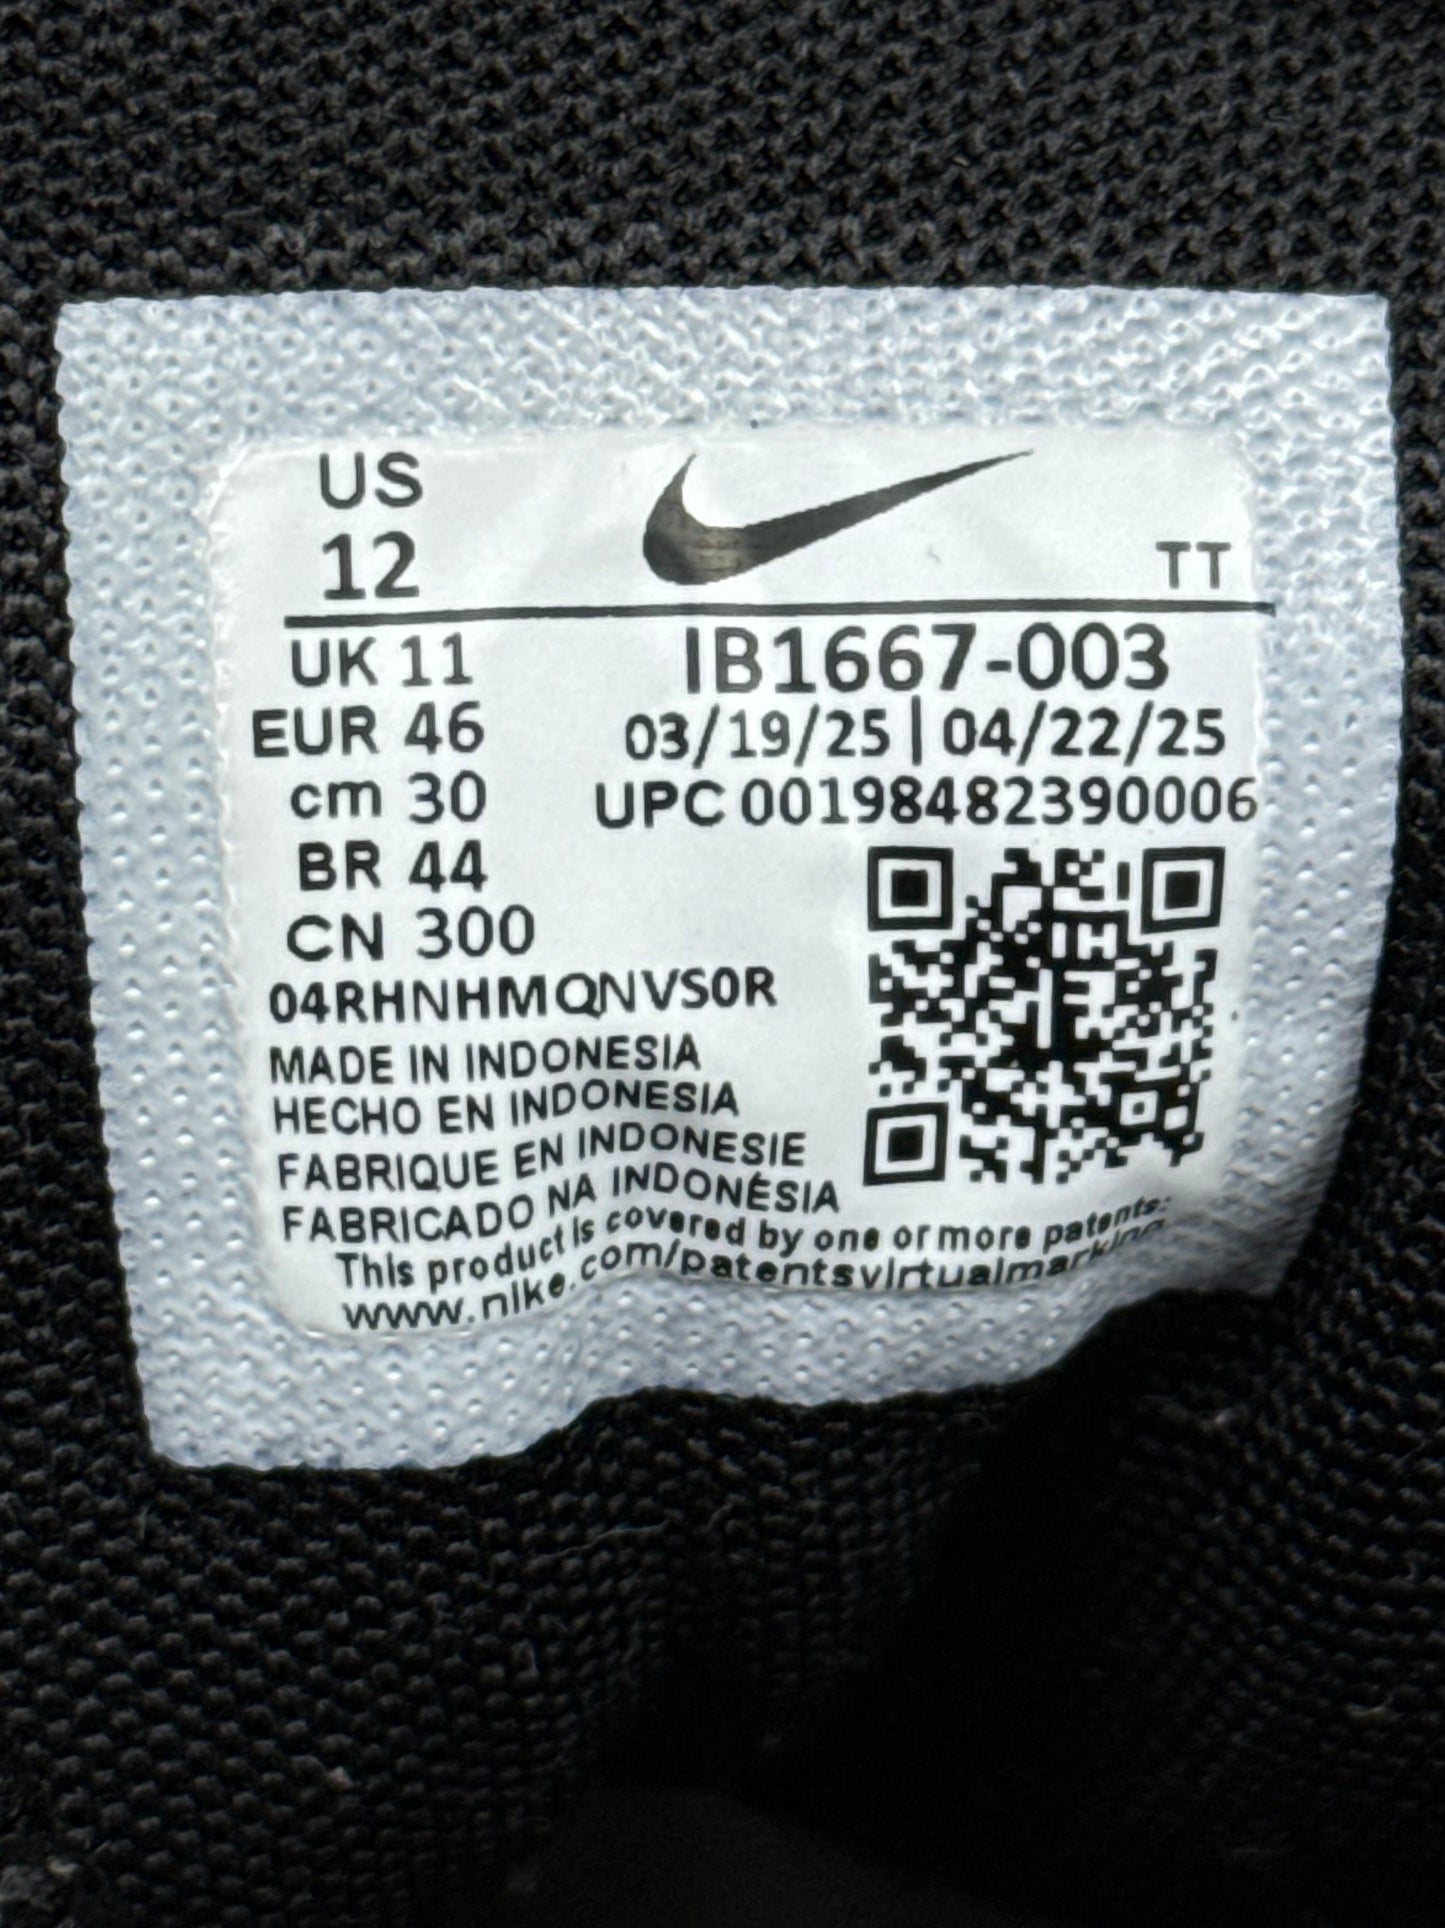 US
12
TT
UK 11
IB1667-003
EUR 46
03/19/25 | 04/22/25
cm 30
UPC 00198482390006
BR 44
CN 300
04RHNHMQNVS0R
MADE IN INDONESIA
HECHO EN INDONESIA
FABRIQUE EN INDONESIE
FABRICADO NA INDONÉSIA
This product is covered by one or more patents:
www.nike.com/patentsvirtualmarking